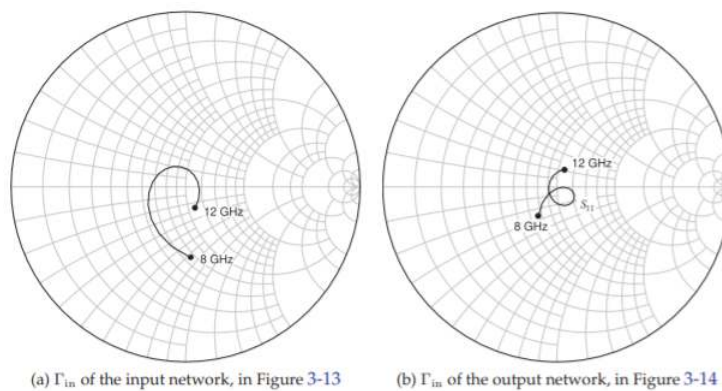 12 GHz
8 GHz
12 GHz
S₁₁
8 GHz
(a) Γin of the input network, in Figure 3-13
(b) Γin of the output network, in Figure 3-14